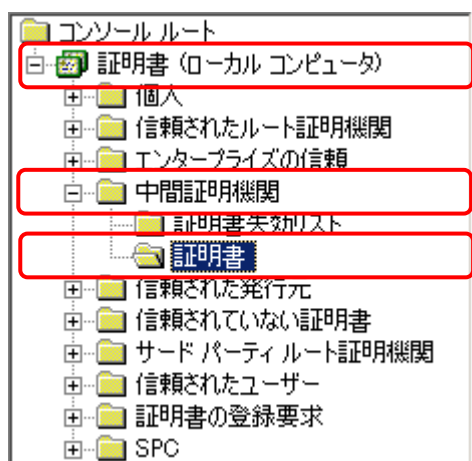 コンソール ルート
証明書 (ローカル コンピュータ)
個人
信頼されたルート証明機関
エンタープライズの信頼
中間証明機関
証明書失効リスト
証明書
信頼された発行元
信頼されていない証明書
サード パーティ ルート証明機関
信頼されたユーザー
証明書の登録要求
SPC